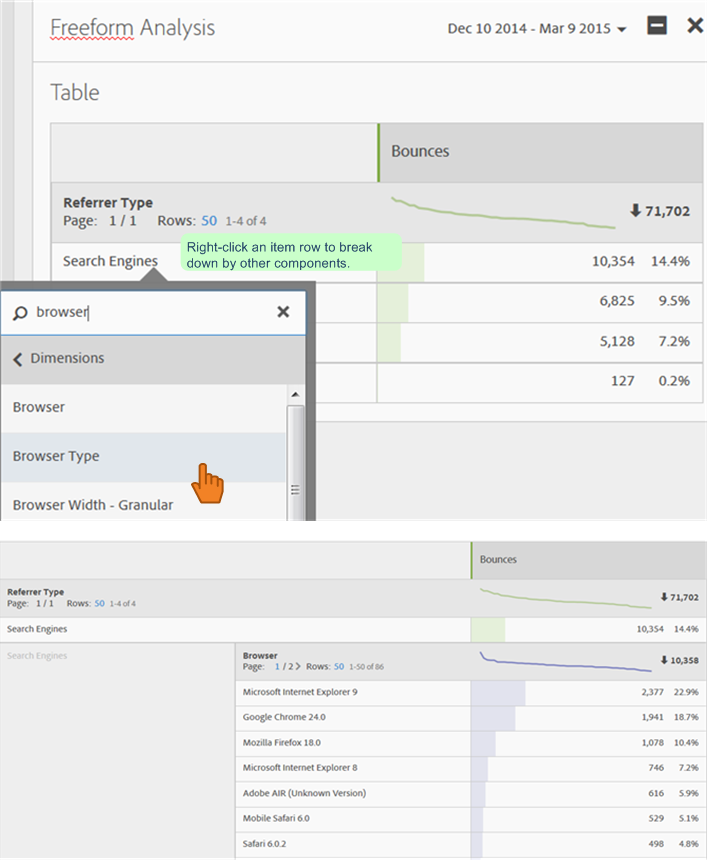 Freeform Analysis
Dec 10 2014 - Mar 9 2015
Table
Bounces
Referrer Type
Page: 1 / 1 Rows: 50 1-4 of 4
71,702
Right-click an item row to break
down by other components.
Search Engines
10,354 14.4%
browser
6,825 9.5%
Dimensions
5,128 7.2%
127 0.2%
Browser
Browser Type
Browser Width - Granular
Bounces
Referrer Type
Page: 1 / 1 Rows: 50 1-4 of 4
71,702
Search Engines 10,354 14.4%
Search Engines
Browser
Page: 1 / 2 > Rows: 50 1-50 of 86
10,358
Microsoft Internet Explorer 9 2,377 22.9%
Google Chrome 24.0 1,941 18.7%
Mozilla Firefox 18.0 1,078 10.4%
Microsoft Internet Explorer 8 746 7.2%
Adobe AIR (Unknown Version) 616 5.9%
Mobile Safari 6.0 529 5.1%
Safari 6.0.2 498 4.8%